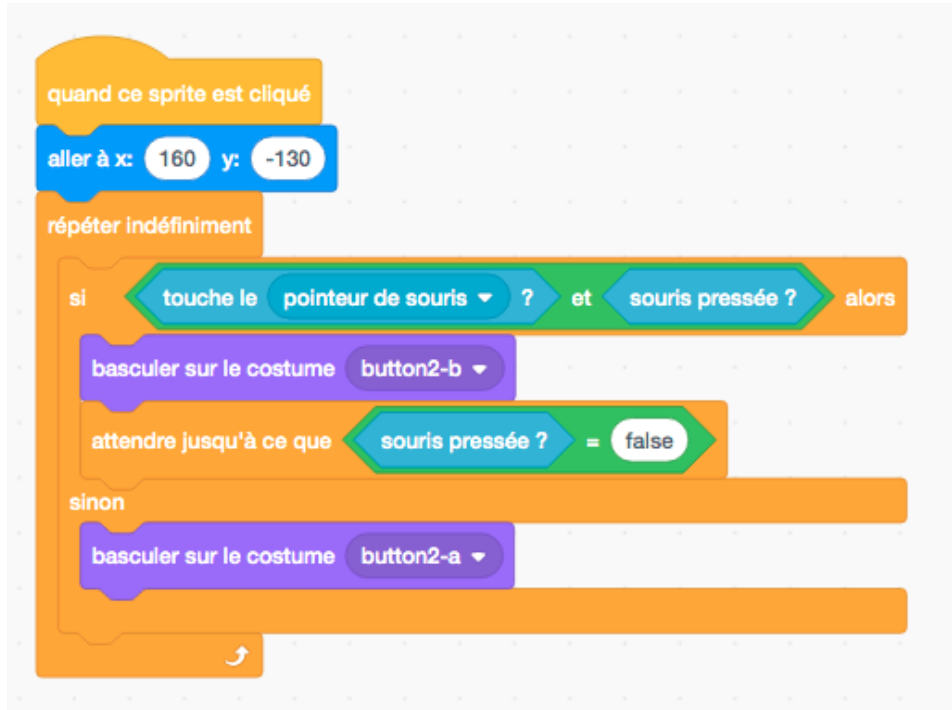 quand ce sprite est cliqué
aller à x: 160 y: -130
répéter indéfiniment
si touche le pointeur de souris ? et souris pressée ? alors
basculer sur le costume button2-b
attendre jusqu'à ce que souris pressée ? = false
sinon
basculer sur le costume button2-a